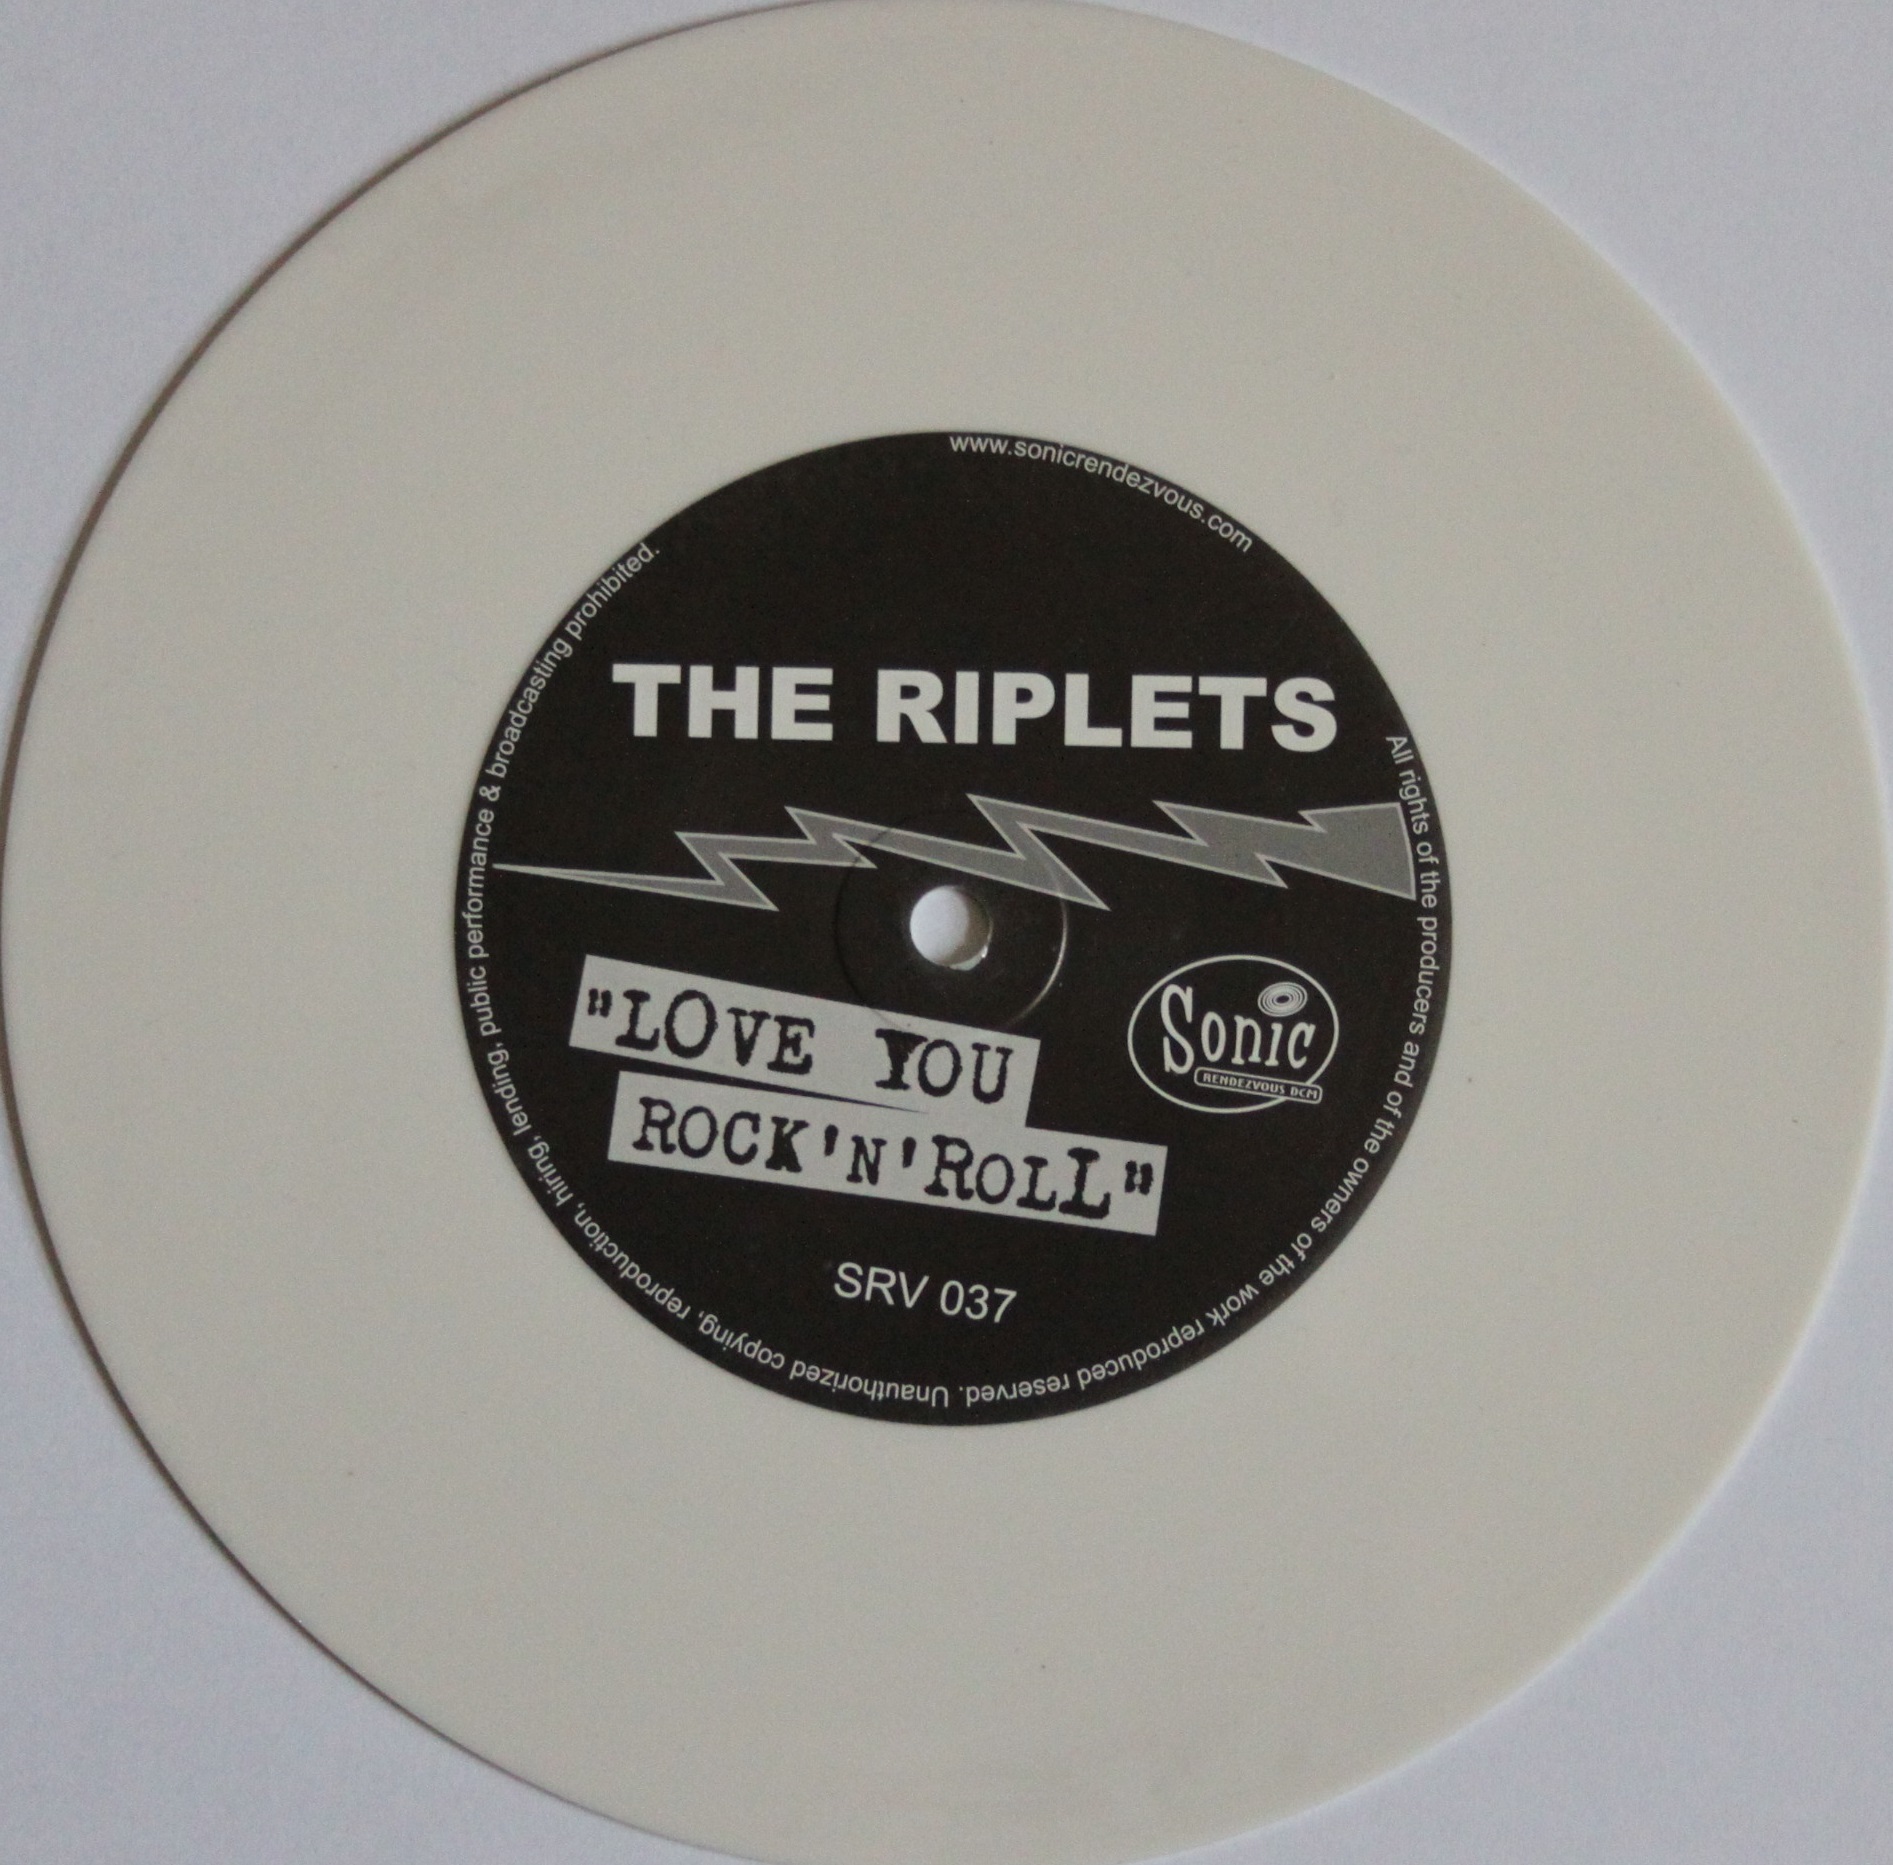 www.sonicrendezvous.com
THE RIPLETS
"LOVE YOU
ROCK'N'ROLL"
Sonic
RENDEZVOUS DCM
SRV 037
All rights of the producers and of the owners of the work reproduced reserved. Unauthorized copying, reproduction, hiring, lending, public performance & broadcasting prohibited.